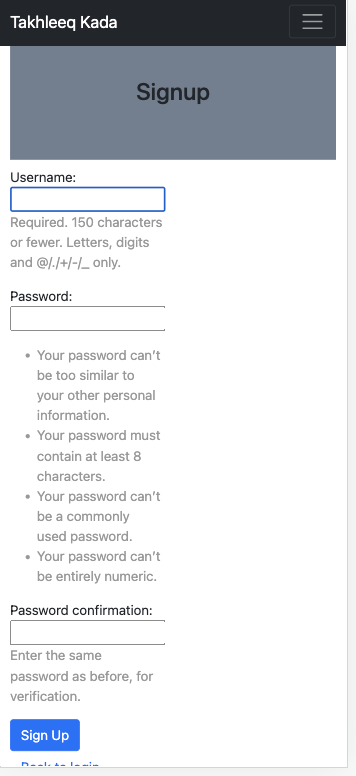 Takhleeq Kada
Signup
Username:
Required. 150 characters
or fewer. Letters, digits
and @/./+/-/_ only.
Password:
• Your password can't
be too similar to
your other personal
information.
• Your password must
contain at least 8
characters.
• Your password can't
be a commonly
used password.
• Your password can't
be entirely numeric.
Password confirmation:
Enter the same
password as before, for
verification.
Sign Up
Back to login